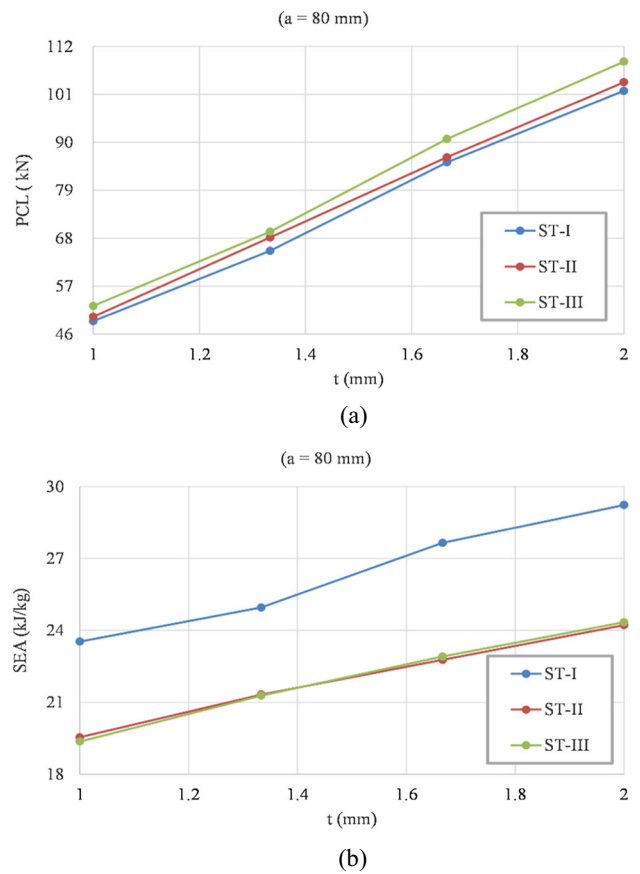 (a = 80 mm)
112
101
90
79
68
57
46
PCL ( kN)
ST-I
ST-II
ST-III
1
1.2
1.4
1.6
1.8
2
t (mm)
(a)
(a = 80 mm)
30
27
24
21
18
SEA (kJ/kg)
ST-I
ST-II
ST-III
1
1.2
1.4
1.6
1.8
2
t (mm)
(b)